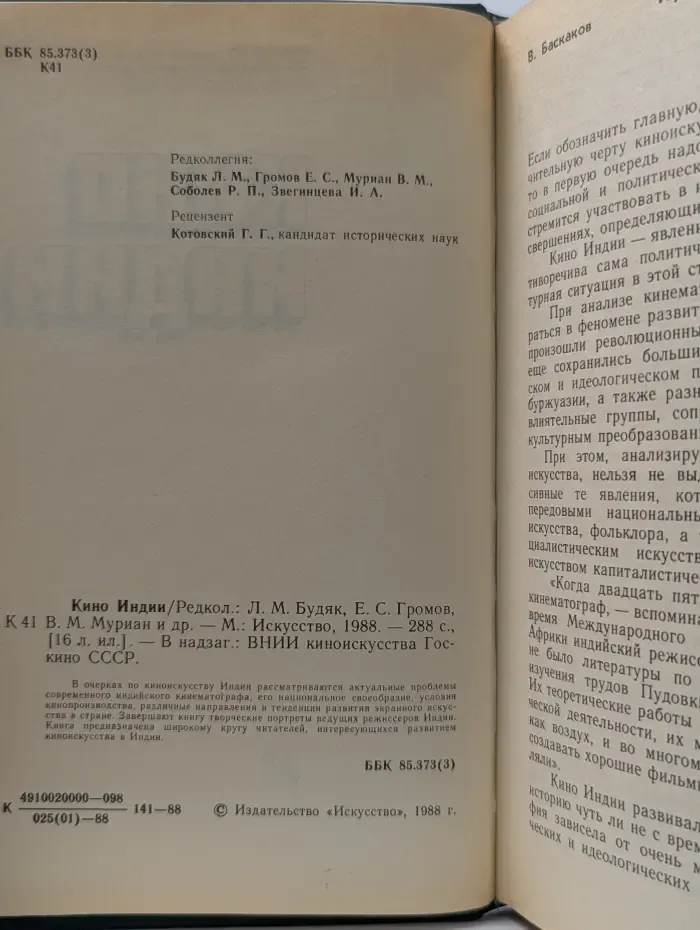 ББК 85.373(3)
К41
Редколлегия:
Будяк Л. М., Громов Е. С., Муриан В. М.,
Соболев Р. П., Звегинцева И. А.
Рецензент
Котовский Г. Г., кандидат исторических наук
Кино Индии/Редкол.: Л. М. Будяк, Е. С. Громов,
К 41 В. М. Муриан и др. — М.: Искусство, 1988. — 288 с.,
[16 л. ил.]. — В надзаг.: ВНИИ киноискусства Гос-
кино СССР.
В очерках по киноискусству Индии рассматриваются актуальные проблемы
современного индийского кинематографа, его национальное своеобразие, условия
кинопроизводства, различные направления и тенденции развития экранного искус-
ства в стране. Завершают книгу творческие портреты ведущих режиссеров Индии.
Книга предназначена широкому кругу читателей, интересующихся развитием
киноискусства в Индии.
ББК 85.373(3)
К 4910020000—098
025(01)—88 141—88
© Издательство «Искусство», 1988 г.
В. Баскаков
Если обозначить главную,
чительную черту киноиску
то в первую очередь надо
социальной и политическ
стремится участвовать в
свершениях, определяющи
Кино Индии — явлени
тиворечива сама политич
турная ситуация в этой ст
При анализе кинемат
раться в феномене развит
произошли революционны
еще сохранились больши
ском и идеологическом п
буржуазии, а также разн
влиятельные группы, соп
культурным преобразован
При этом, анализиру
искусства, нельзя не выд
сивные те явления, кот
передовыми национальны
искусства, фольклора, а
циалистическим искусств
искусством капиталистиче
«Когда двадцать пят
кинематограф, — вспомина
время Международного
Африки индийский режисс
не было литературы по
изучения трудов Пудовк
Их теоретические работы
ческой деятельности, их м
как воздух, и во многом
создавать хорошие фильм
ляли».
Кино Индии развивал
историю чуть ли не с врем
фия зависела от очень м
ческих и идеологических